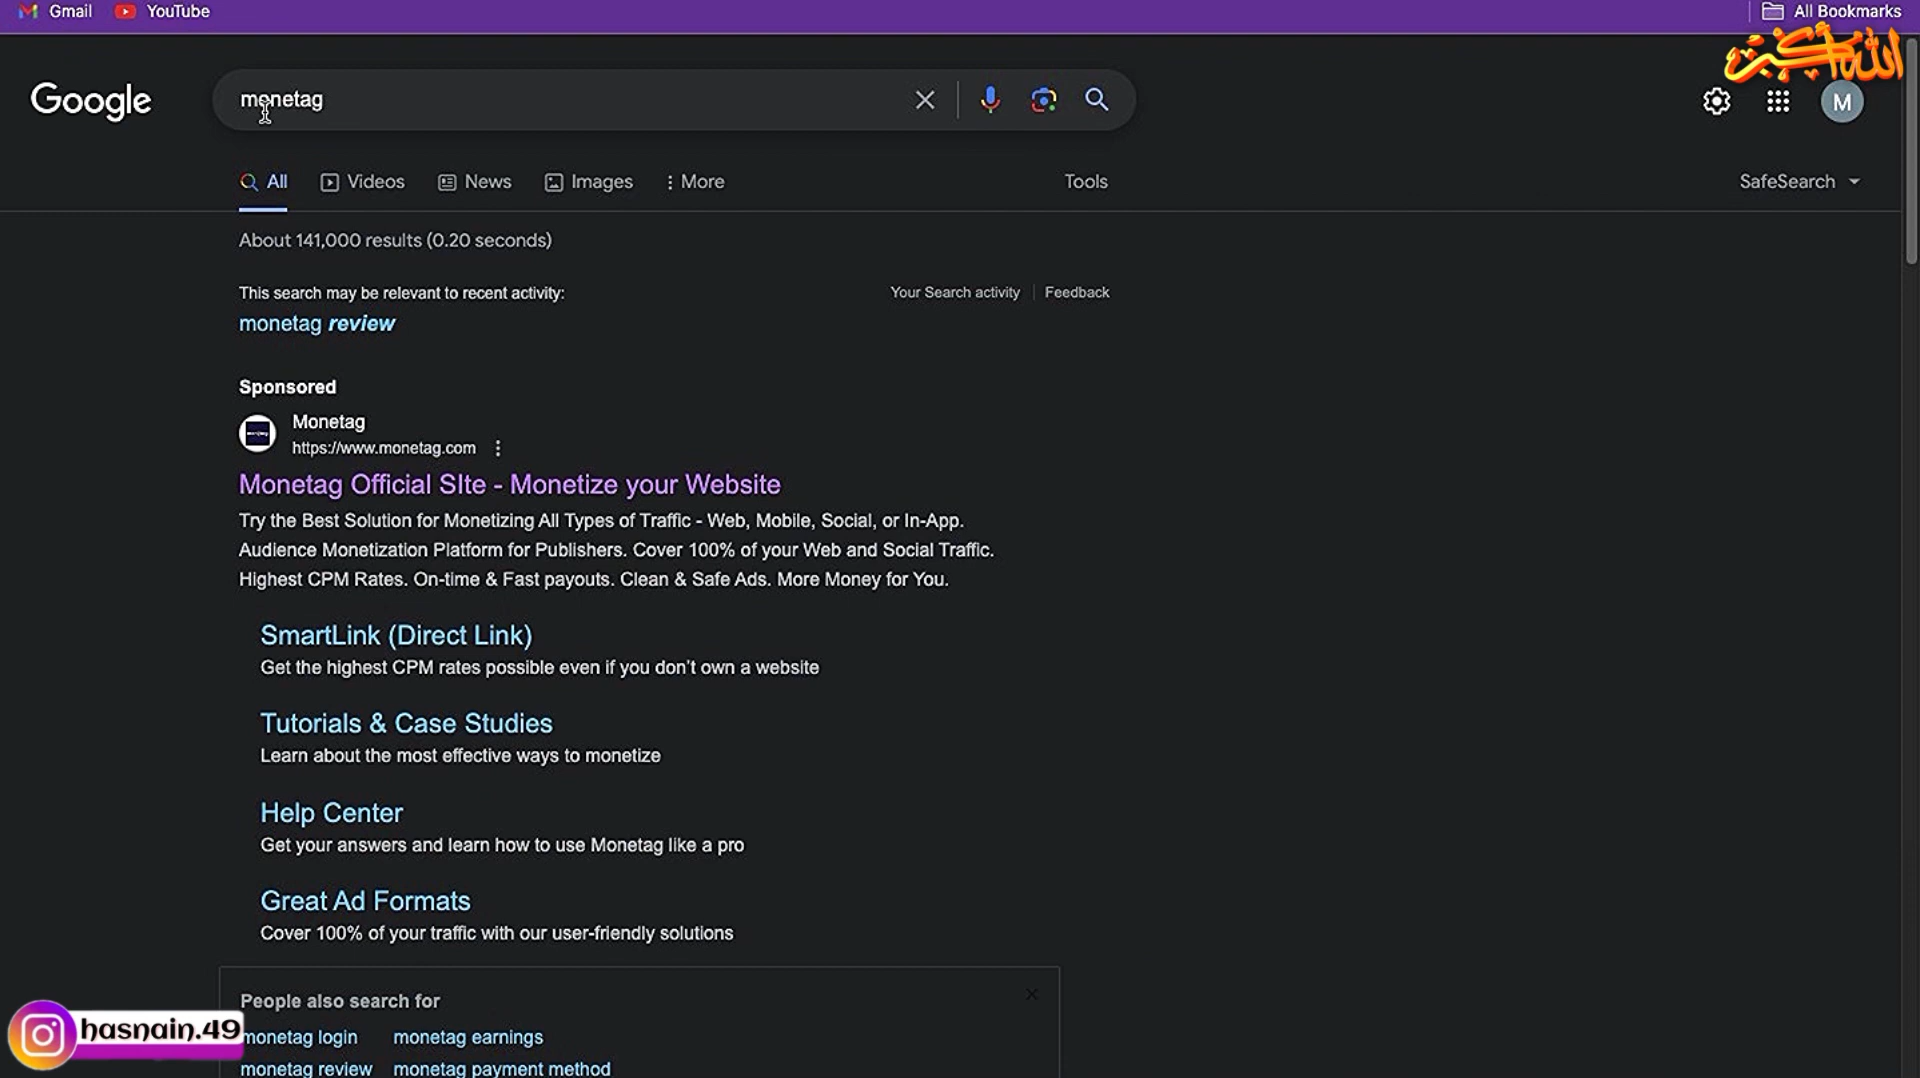 Gmail YouTube All Bookmarks
الله أكبر
Google monetag M
All Videos News Images More Tools SafeSearch
About 141,000 results (0.20 seconds)
This search may be relevant to recent activity: Your Search activity Feedback
monetag review
Sponsored
Monetag
https://www.monetag.com
Monetag Official SIte - Monetize your Website
Try the Best Solution for Monetizing All Types of Traffic - Web, Mobile, Social, or In-App.
Audience Monetization Platform for Publishers. Cover 100% of your Web and Social Traffic.
Highest CPM Rates. On-time & Fast payouts. Clean & Safe Ads. More Money for You.
SmartLink (Direct Link)
Get the highest CPM rates possible even if you don't own a website
Tutorials & Case Studies
Learn about the most effective ways to monetize
Help Center
Get your answers and learn how to use Monetag like a pro
Great Ad Formats
Cover 100% of your traffic with our user-friendly solutions
People also search for
hasnain.49 monetag login monetag earnings
monetag review monetag payment method